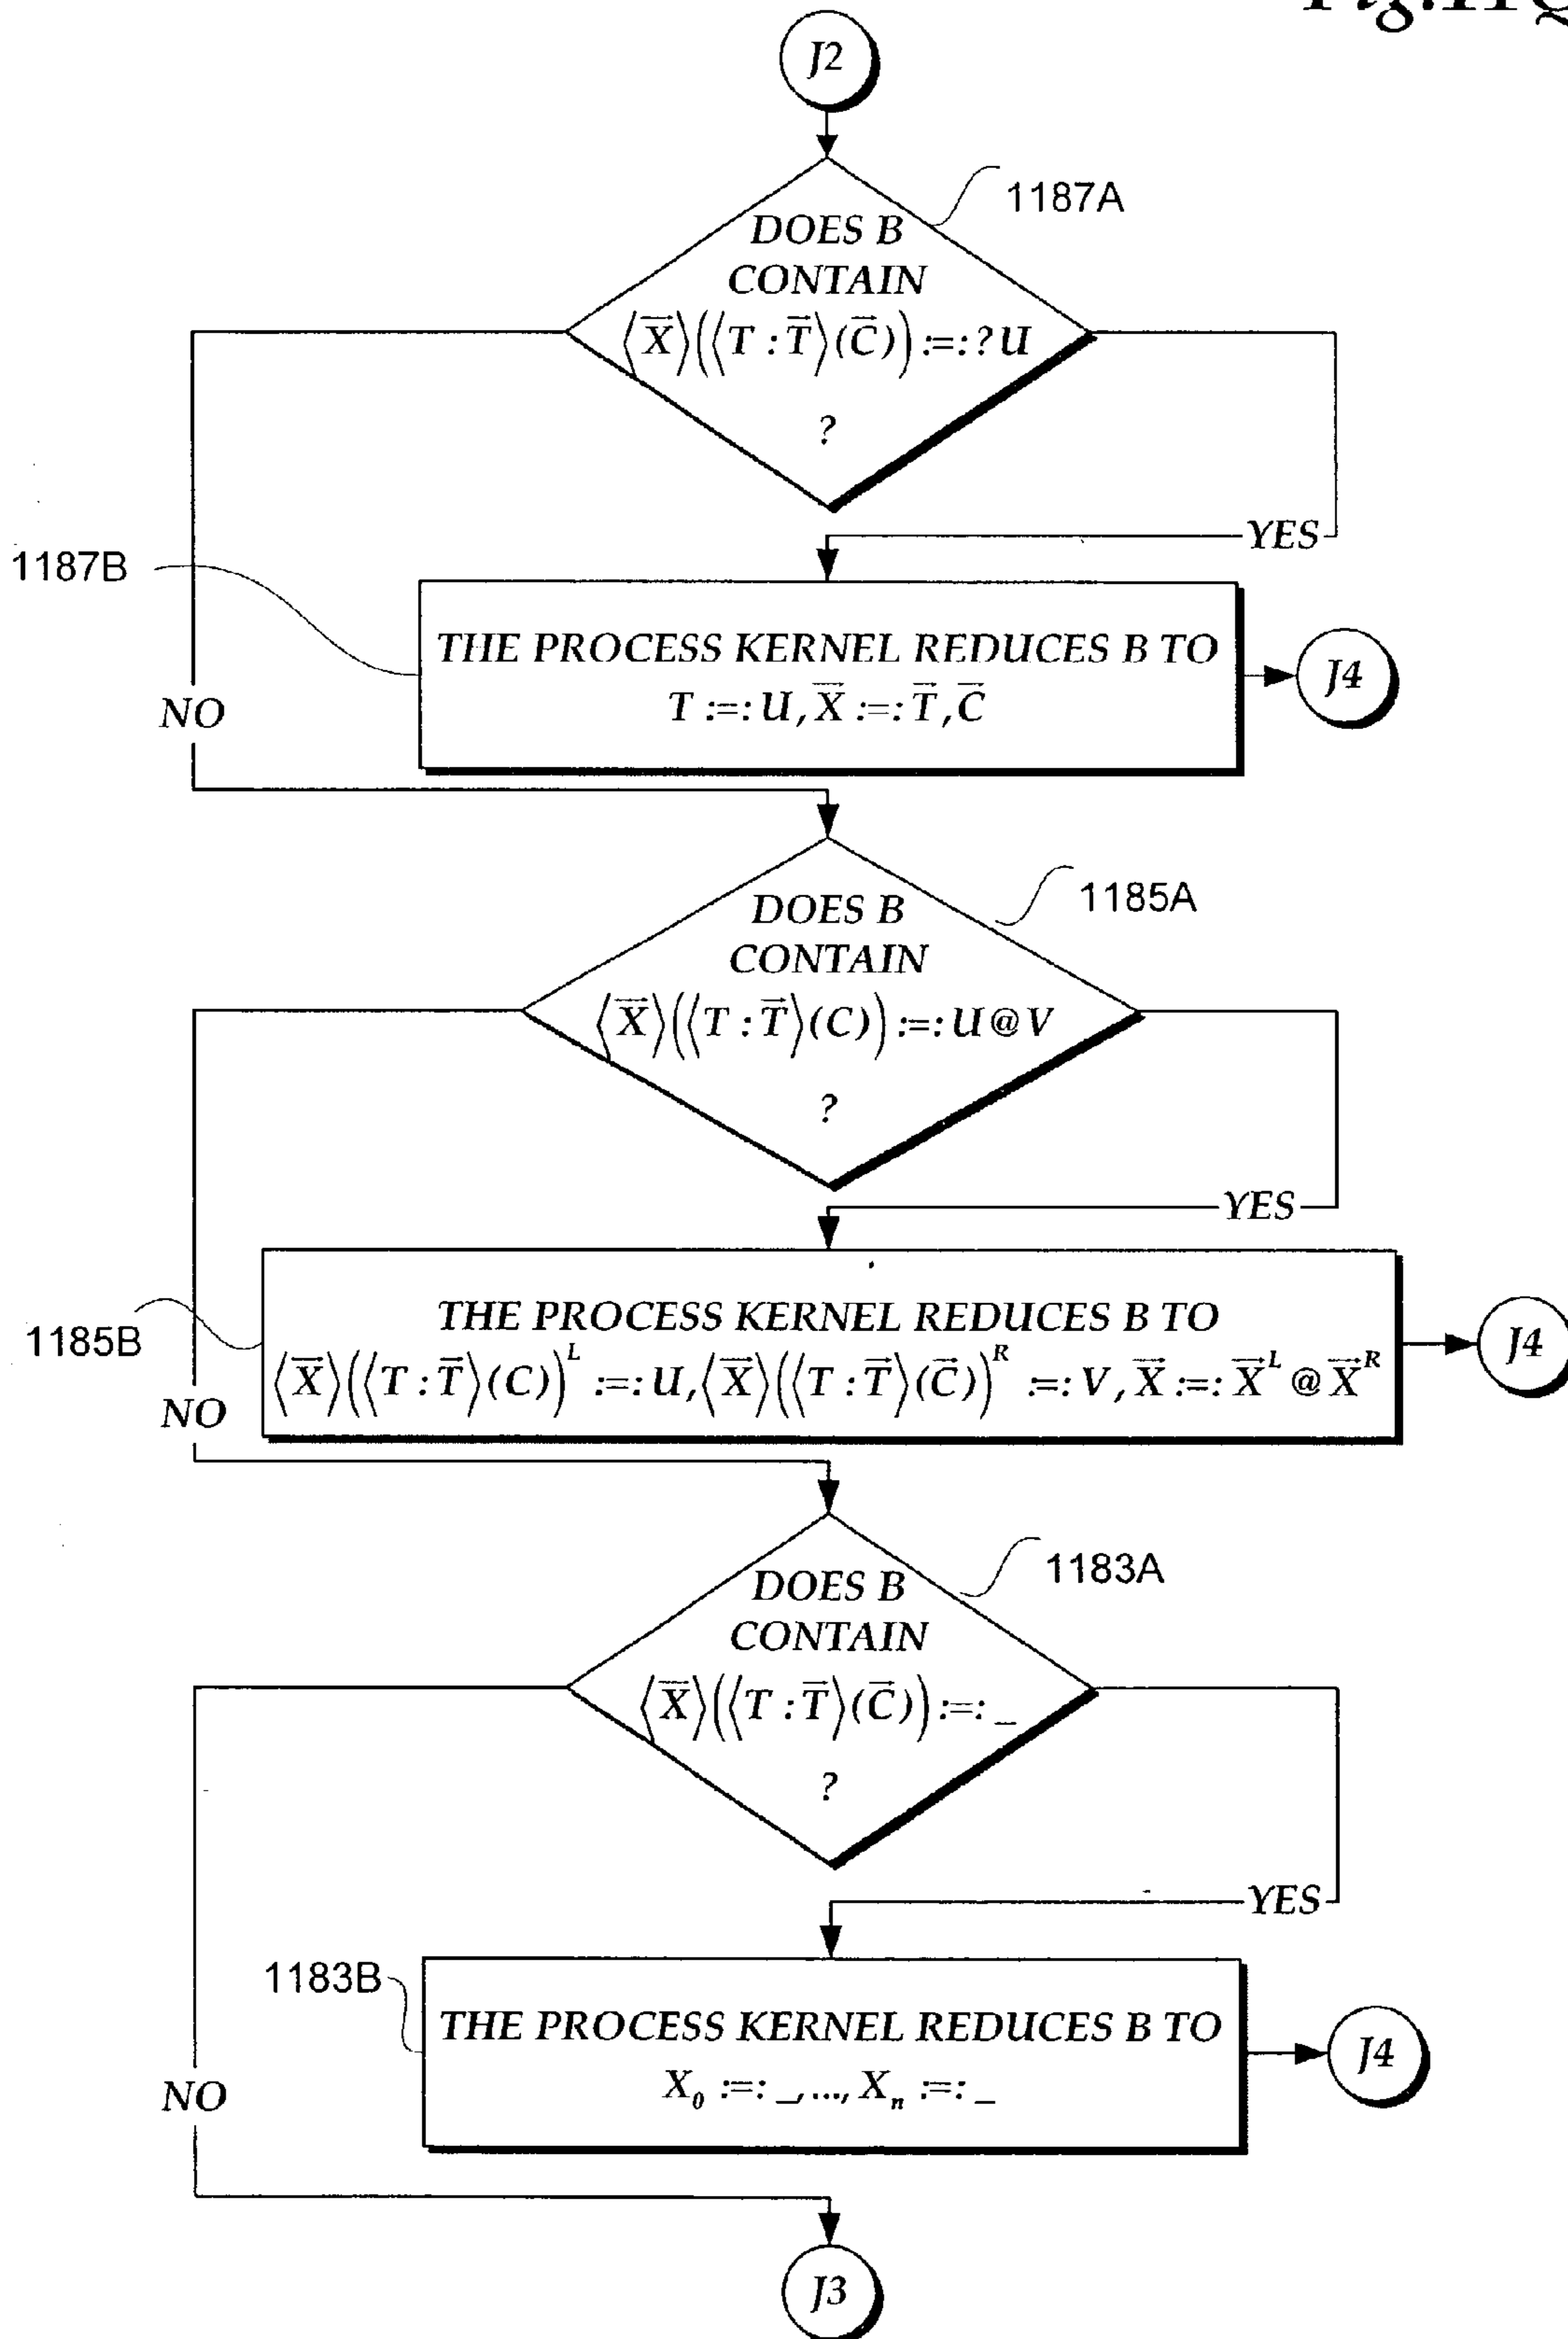 J2
1187A
DOES B
CONTAIN
⟨X⃗⟩(⟨T : T⃗⟩(C⃗)) :=: ? U
?
YES
1187B
THE PROCESS KERNEL REDUCES B TO
T :=: U, X⃗ :=: T⃗, C⃗
J4
NO
1185A
DOES B
CONTAIN
⟨X⃗⟩(⟨T : T⃗⟩(C)) :=: U @ V
?
YES
1185B
THE PROCESS KERNEL REDUCES B TO
⟨X⃗⟩(⟨T : T⃗⟩(C))ᴸ :=: U, ⟨X⃗⟩(⟨T : T⃗⟩(C⃗))ᴿ :=: V, X⃗ :=: X⃗ᴸ @ X⃗ᴿ
J4
NO
1183A
DOES B
CONTAIN
⟨X⃗⟩(⟨T : T⃗⟩(C⃗)) :=: _
?
YES
1183B
THE PROCESS KERNEL REDUCES B TO
X₀ :=: _, ..., Xₙ :=: _
J4
NO
J3